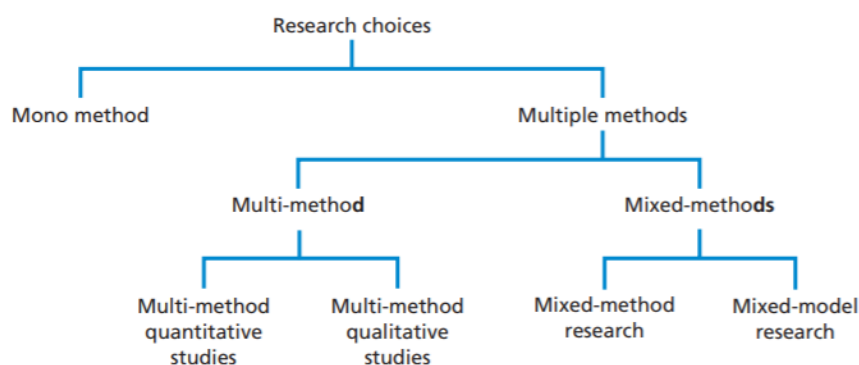 Research choices
Mono method
Multiple methods
Multi-method
Mixed-methods
Multi-method
quantitative
studies
Multi-method
qualitative
studies
Mixed-method
research
Mixed-model
research